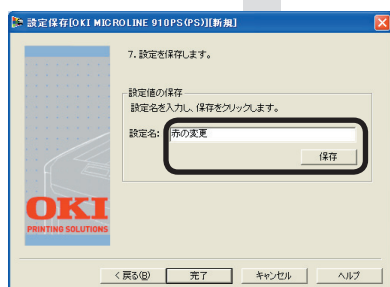 設定保存[OKI MICROLINE 910PS(PS)][新規]
7. 設定を保存します。
設定値の保存
設定名を入力し、保存をクリックします。
設定名: 赤の変更
保存
OKI
PRINTING SOLUTIONS
< 戻る(B) 完了 キャンセル ヘルプ